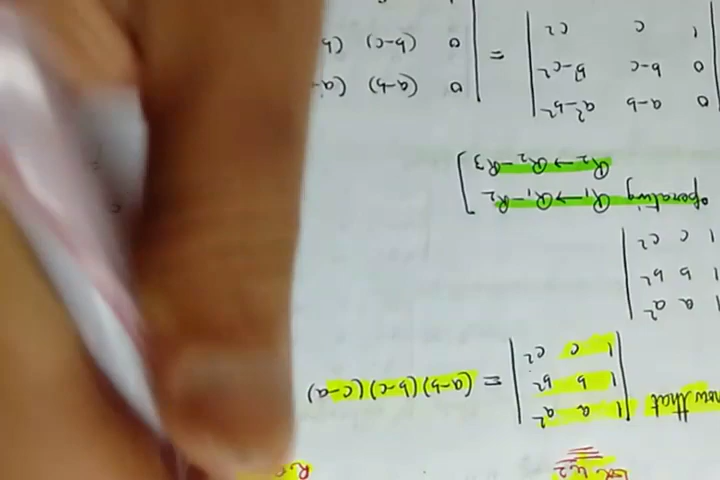 Ex 4.2
now that | 1 a a² | = (a-b)(b-c)(c-a)
| 1 b b² |
| 1 c c² |
1 a a² |
1 b b² |
1 c c² |
operating R₁→R₁-R₂ ]
R₂→R₂-R₃
0 a-b a²-b² | = | 0 (a-b) (a
0 b-c b²-c² | | 0 (b-c) (b
1 c c² |